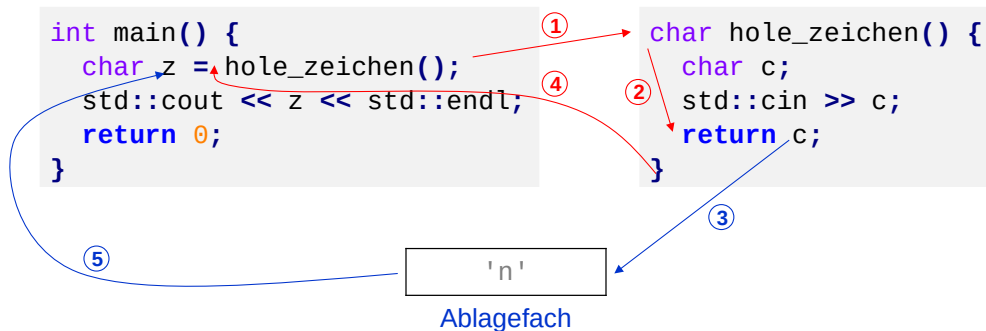 int main() {
  char z = hole_zeichen();
  std::cout << z << std::endl;
  return 0;
}
1
char hole_zeichen() {
  char c;
  std::cin >> c;
  return c;
}
2
4
3
5
'n'
Ablagefach